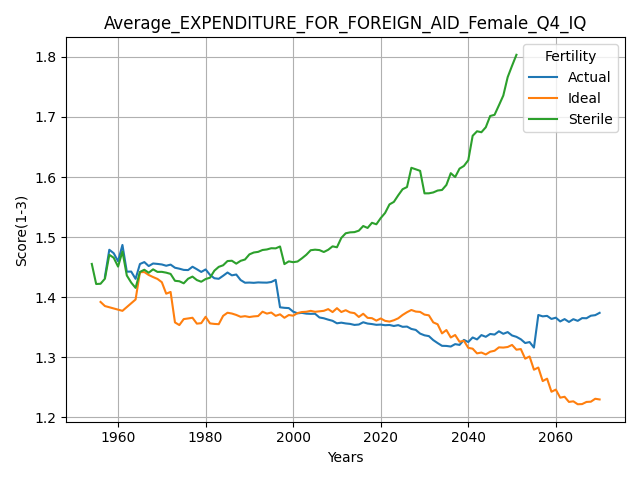 Average_EXPENDITURE_FOR_FOREIGN_AID_Female_Q4_IQ
Fertility
Actual
Ideal
Sterile
Score(1-3)
1.8
1.7
1.6
1.5
1.4
1.3
1.2
1960 1980 2000 2020 2040 2060
Years